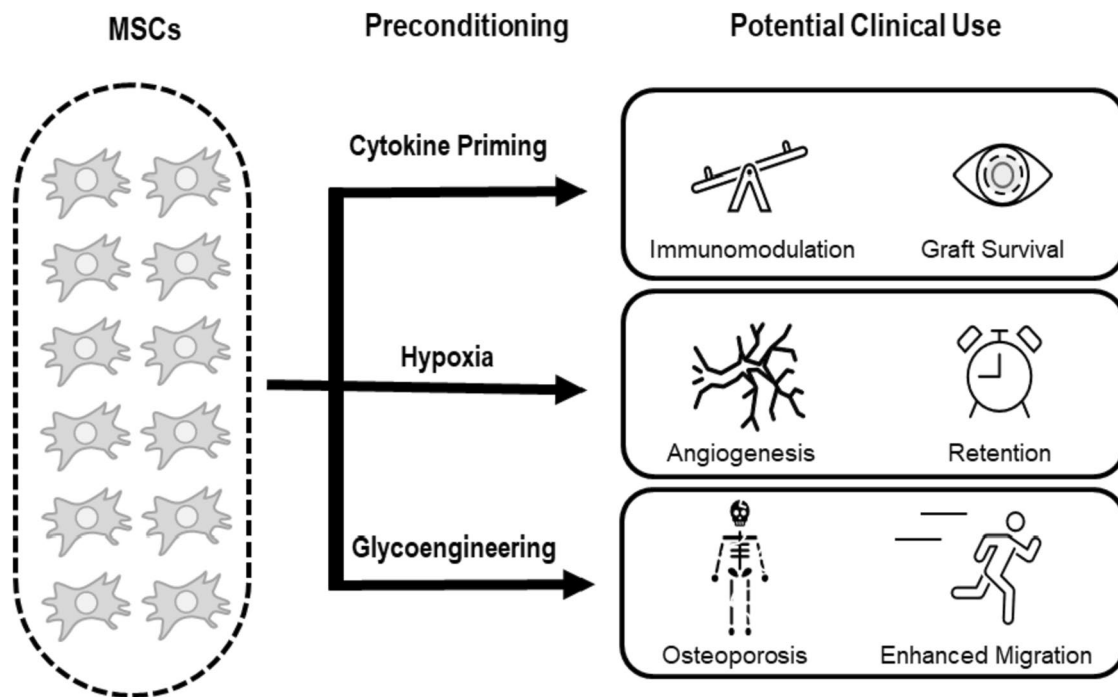 MSCs
Preconditioning
Potential Clinical Use
Cytokine Priming
Immunomodulation
Graft Survival
Hypoxia
Angiogenesis
Retention
Glycoengineering
Osteoporosis
Enhanced Migration